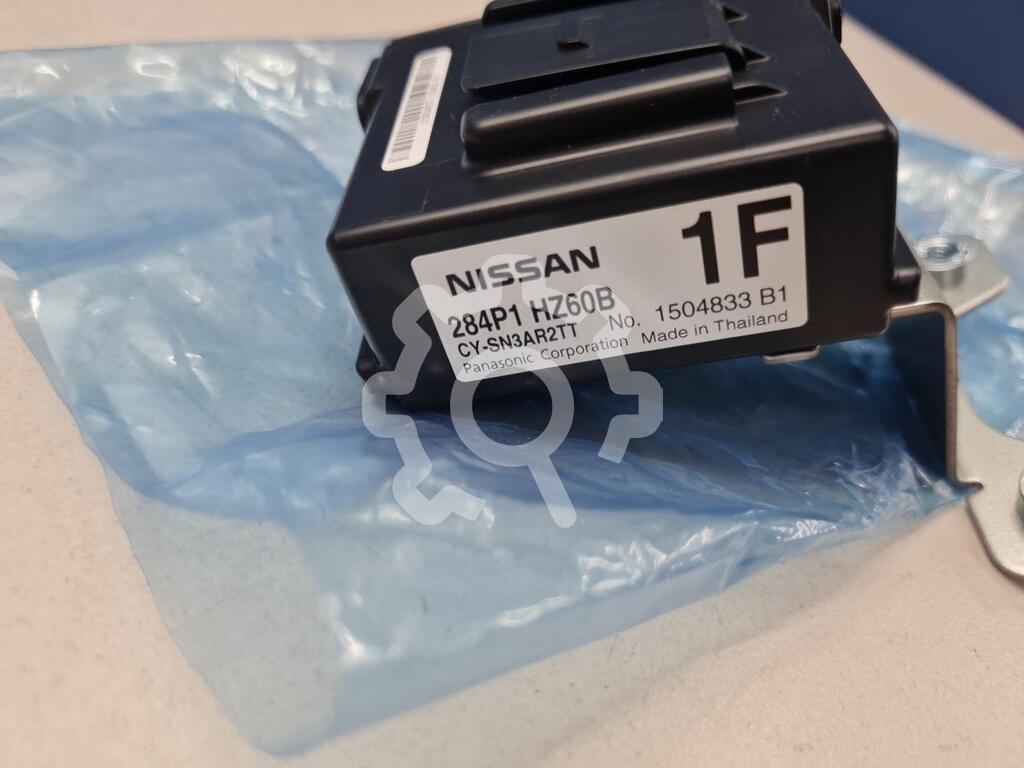 NISSAN 1F
284P1 HZ60B
CY-SN3AR2TT No. 1504833 B1
Panasonic Corporation Made in Thailand